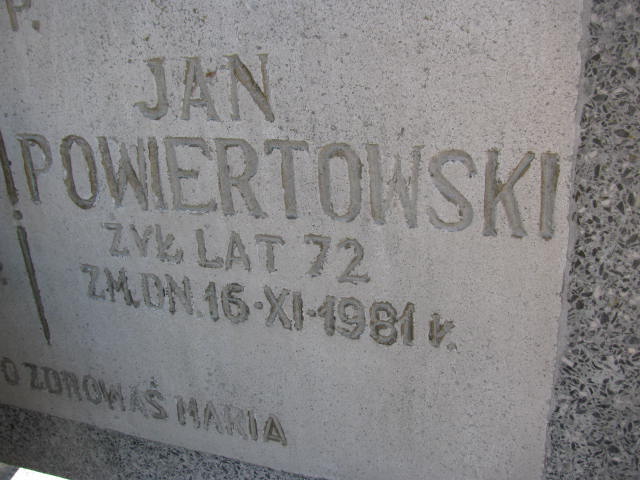 P.
JAN
POWIERTOWSKI
ŻYŁ LAT 72
ZM. DN. 16·XI·1981 R.
O ZDROWAŚ MARIA